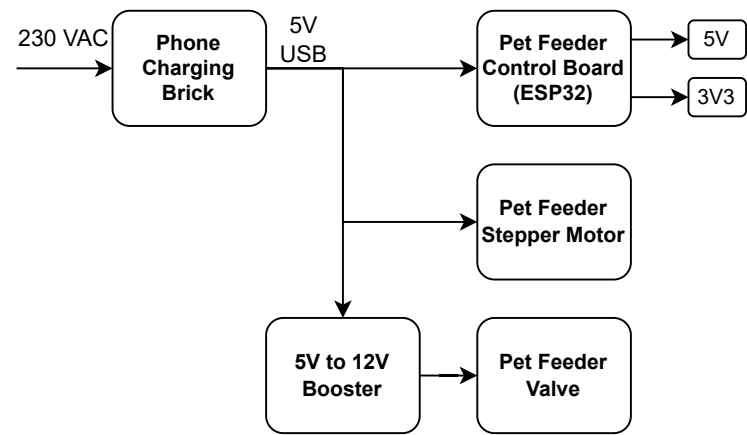 230 VAC
Phone
Charging
Brick
5V
USB
Pet Feeder
Control Board
(ESP32)
5V
3V3
Pet Feeder
Stepper Motor
5V to 12V
Booster
Pet Feeder
Valve